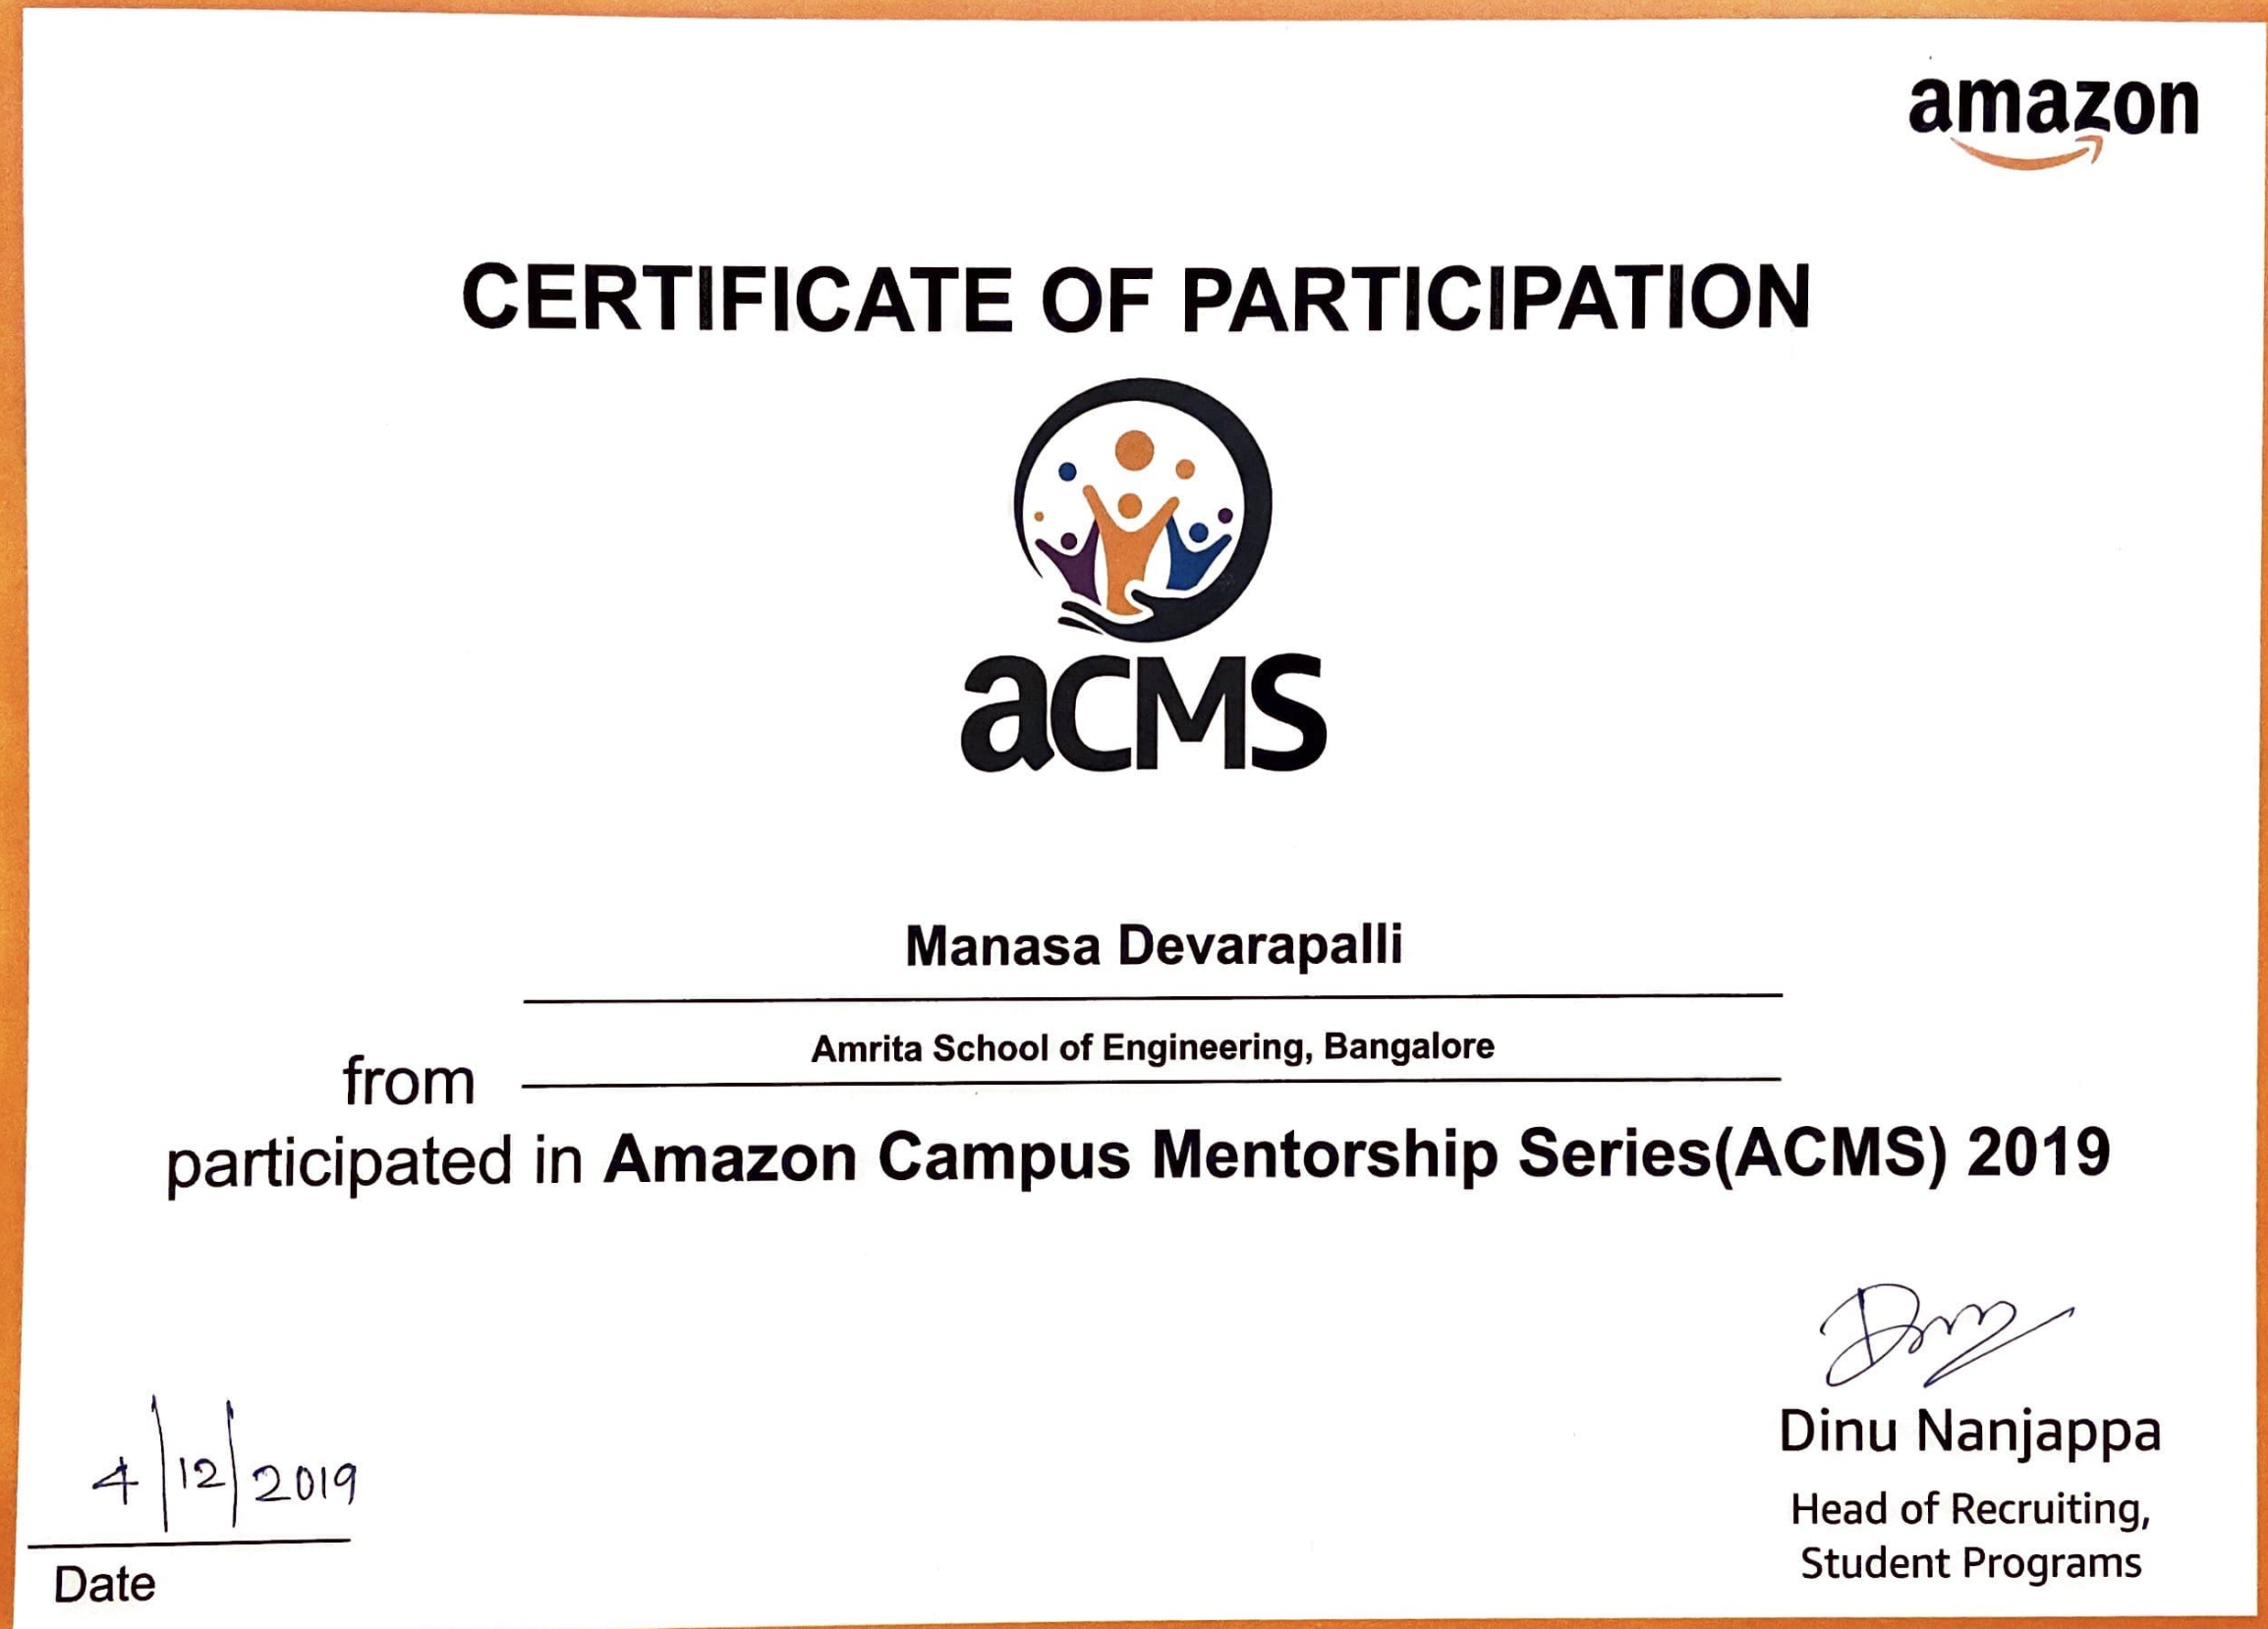 amazon
CERTIFICATE OF PARTICIPATION
aCMS
Manasa Devarapalli
from Amrita School of Engineering, Bangalore
participated in Amazon Campus Mentorship Series(ACMS) 2019
4/12/2019
Date
Dinu Nanjappa
Head of Recruiting,
Student Programs